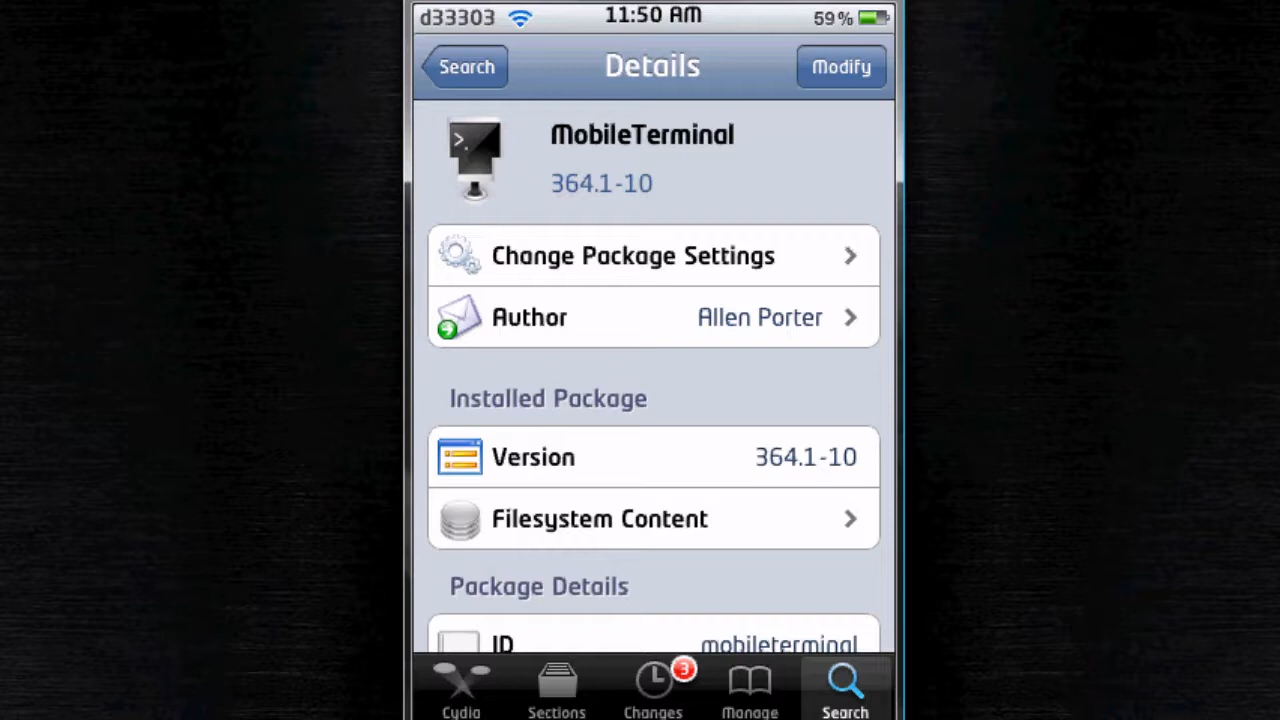 d33303 11:50 AM 59%
Search Details Modify
MobileTerminal
364.1-10
Change Package Settings
Author Allen Porter
Installed Package
Version 364.1-10
Filesystem Content
Package Details
ID mobileterminal
3
Cydia Sections Changes Manage Search